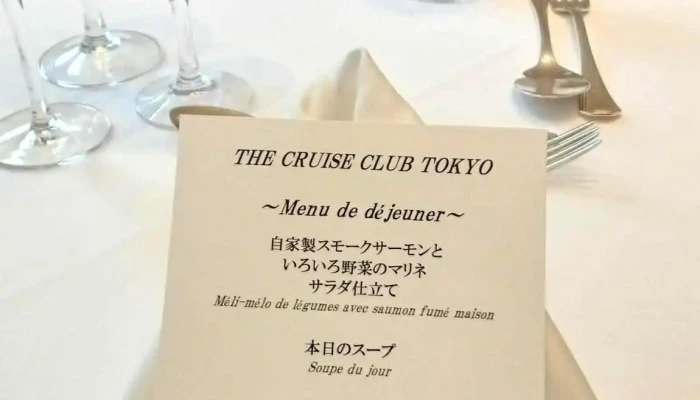 THE CRUISE CLUB TOKYO
～Menu de déjeuner～
自家製スモークサーモンと
いろいろ野菜のマリネ
サラダ仕立て
Méli-mélo de légumes avec saumon fumé maison
本日のスープ
Soupe du jour